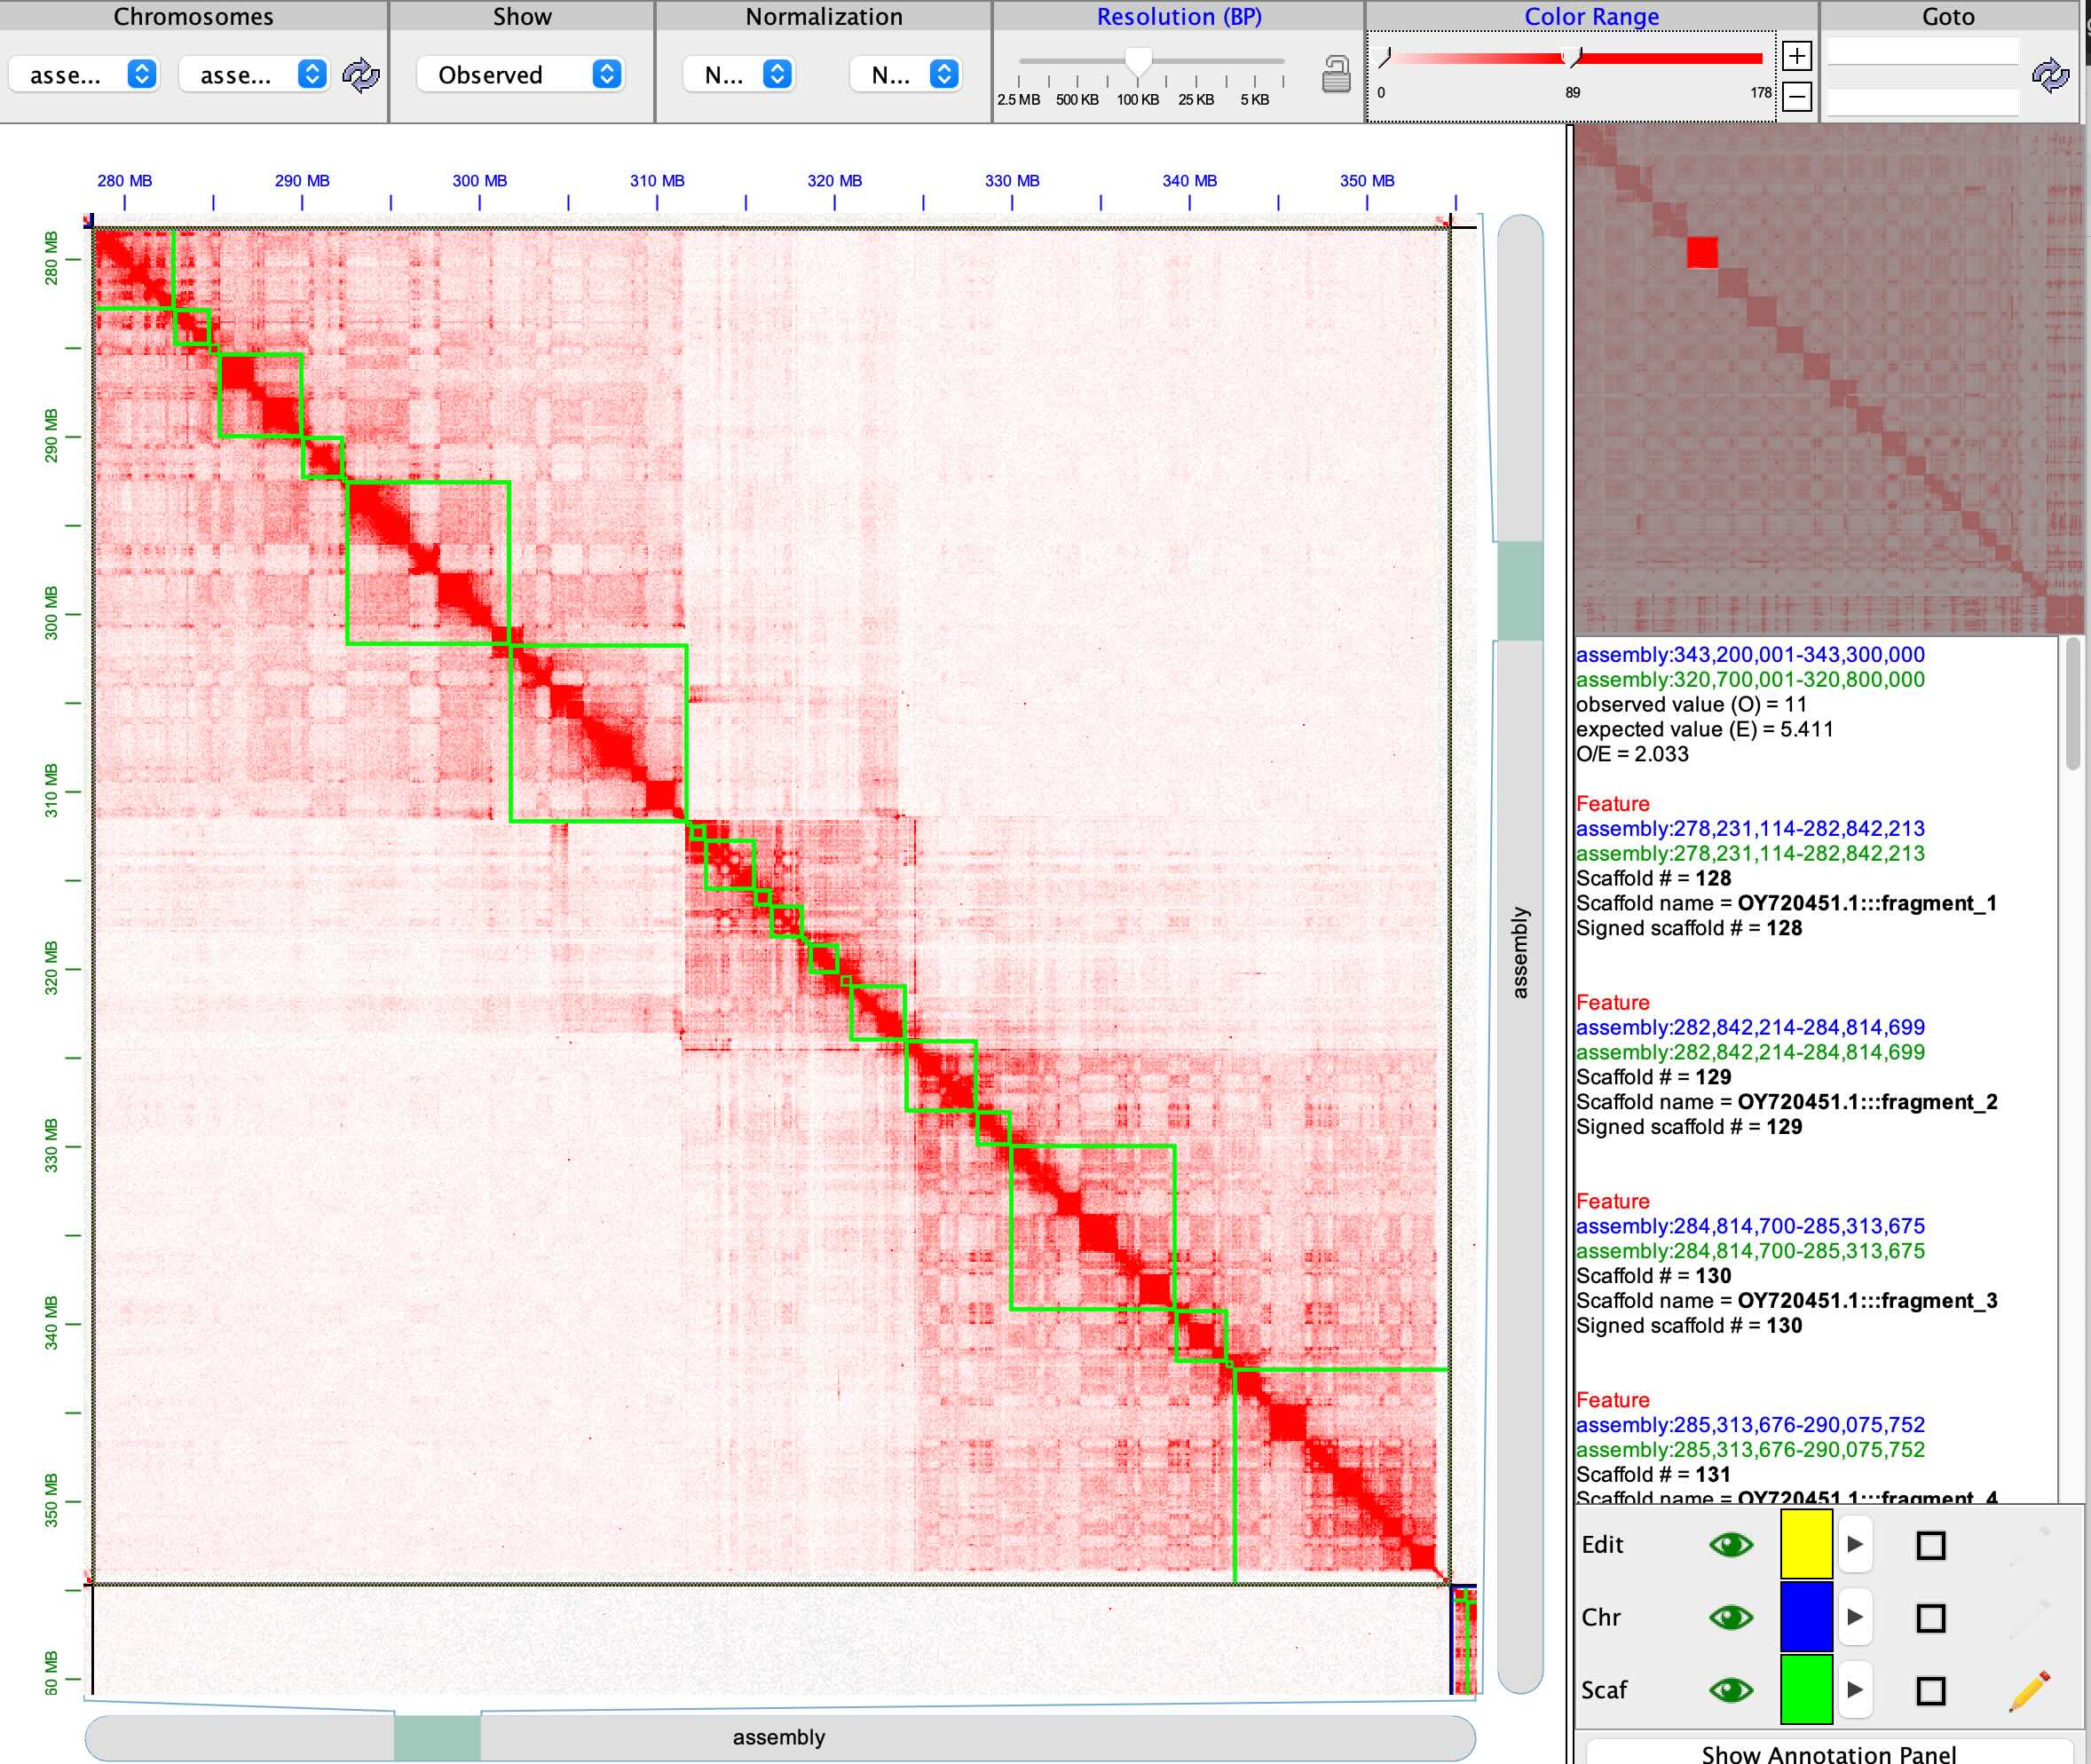 Chromosomes Show Normalization Resolution (BP) Color Range Goto
asse... asse... Observed N... N...
2.5 MB 500 KB 100 KB 25 KB 5 KB
0 89 178
280 MB 290 MB 300 MB 310 MB 320 MB 330 MB 340 MB 350 MB
280 MB
290 MB
300 MB
310 MB
320 MB
330 MB
340 MB
350 MB
60 MB
assembly
assembly
assembly:343,200,001-343,300,000
assembly:320,700,001-320,800,000
observed value (O) = 11
expected value (E) = 5.411
O/E = 2.033
Feature
assembly:278,231,114-282,842,213
assembly:278,231,114-282,842,213
Scaffold # = 128
Scaffold name = OY720451.1:::fragment_1
Signed scaffold # = 128
Feature
assembly:282,842,214-284,814,699
assembly:282,842,214-284,814,699
Scaffold # = 129
Scaffold name = OY720451.1:::fragment_2
Signed scaffold # = 129
Feature
assembly:284,814,700-285,313,675
assembly:284,814,700-285,313,675
Scaffold # = 130
Scaffold name = OY720451.1:::fragment_3
Signed scaffold # = 130
Feature
assembly:285,313,676-290,075,752
assembly:285,313,676-290,075,752
Scaffold # = 131
Scaffold name = OY720451.1:::fragment_4
Edit
Chr
Scaf
Show Annotation Panel